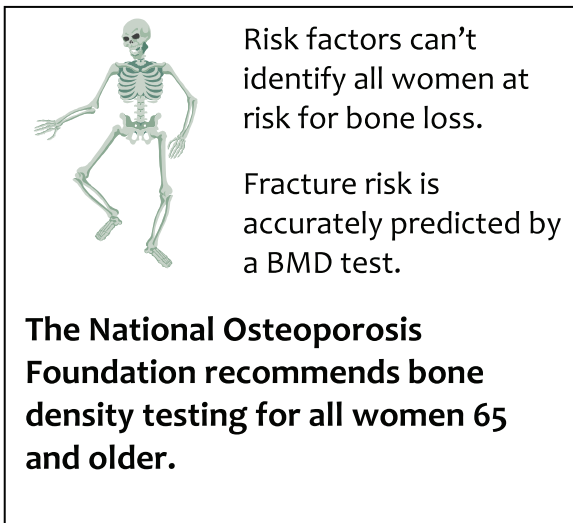 Risk factors can’t
identify all women at
risk for bone loss.
Fracture risk is
accurately predicted by
a BMD test.
The National Osteoporosis
Foundation recommends bone
density testing for all women 65
and older.